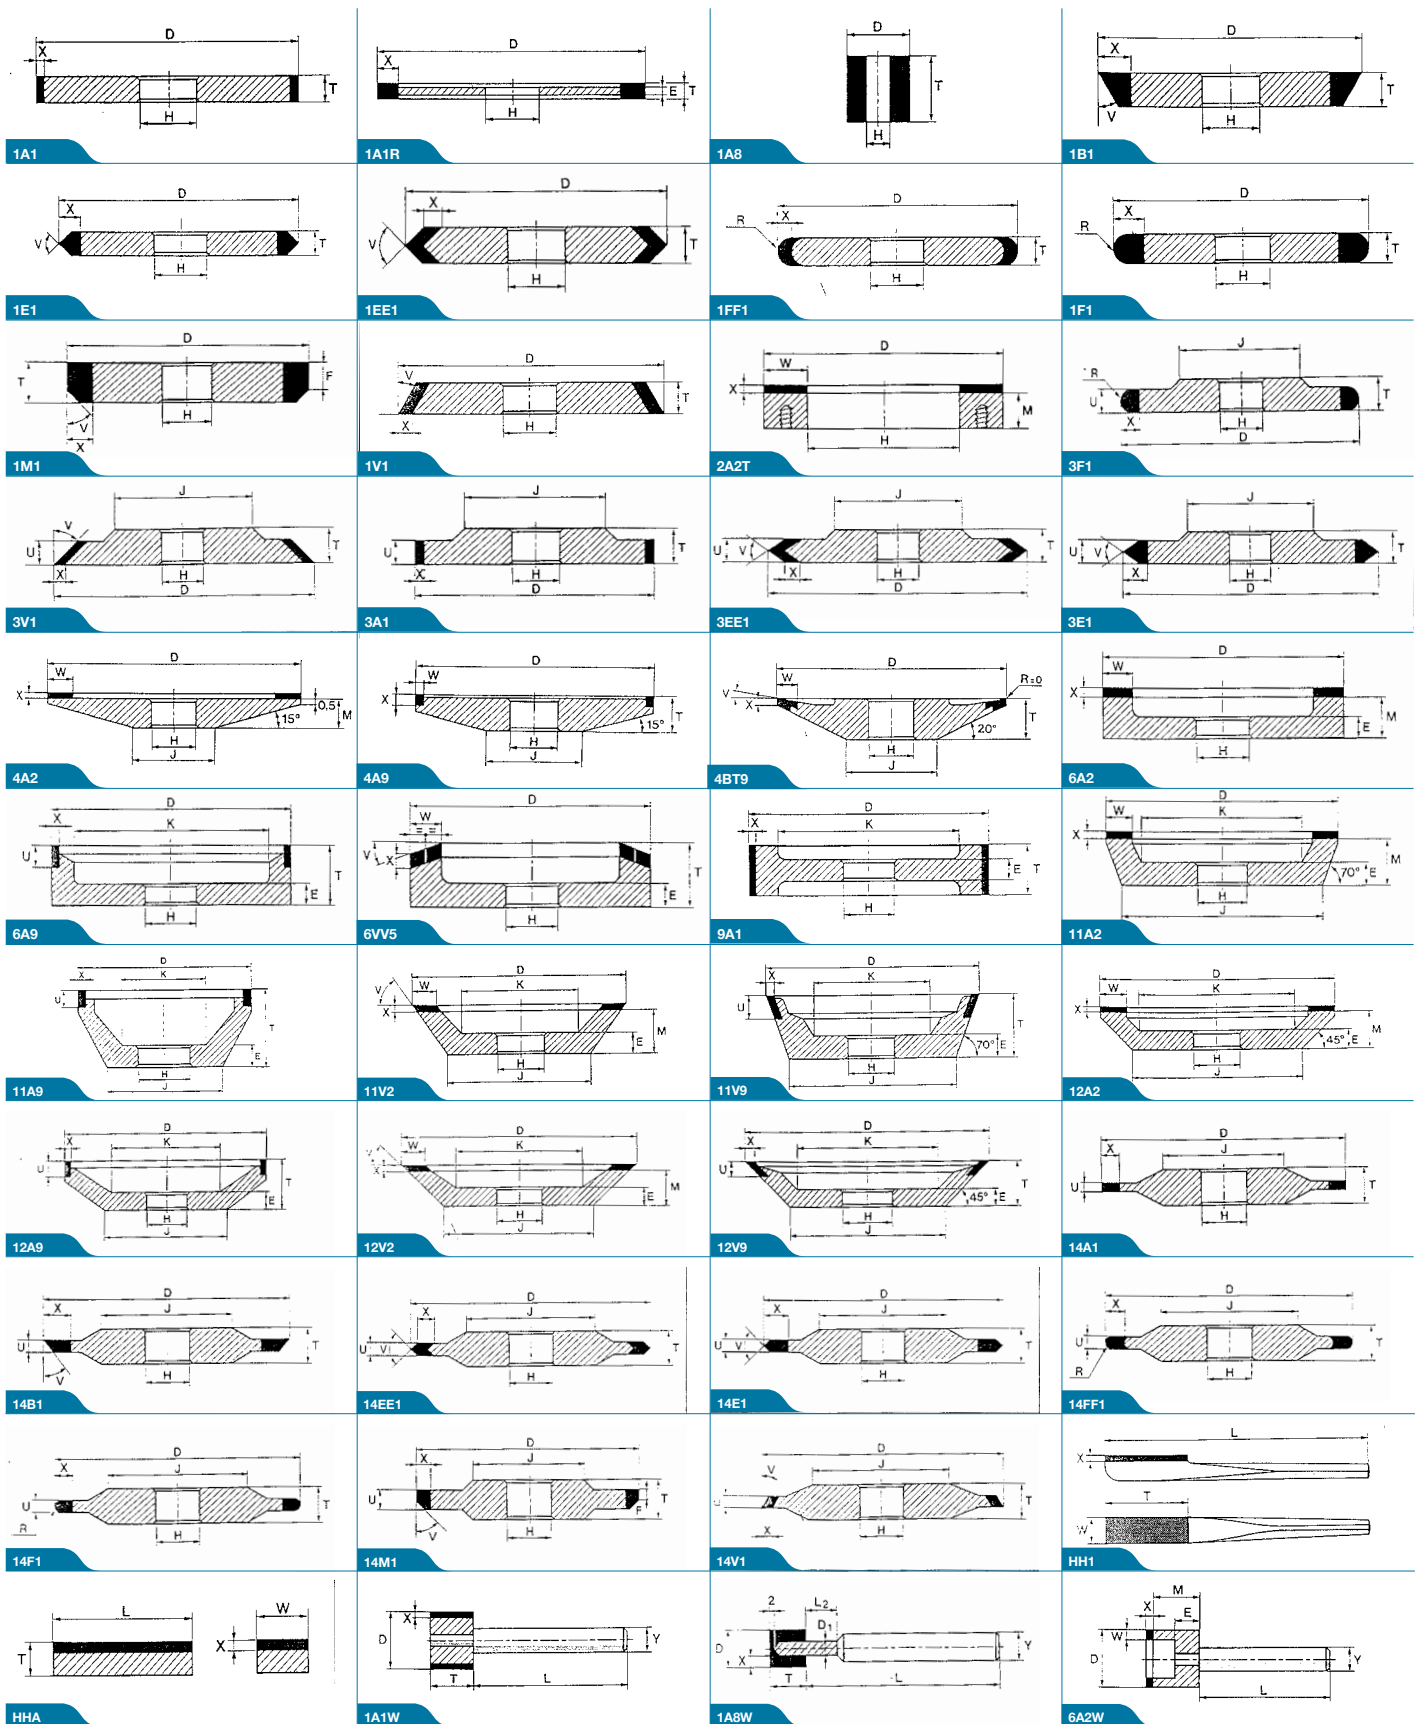 D
X
T
H
1A1
D
X
E T
H
1A1R
D
T
H
1A8
D
X
T
H
V
1B1
D
X
V
T
H
1E1
D
X
V
T
H
1EE1
D
R
X
T
H
1FF1
D
X
R
T
H
1F1
D
T
F
H
V
X
1M1
D
V
T
X
H
1V1
D
W
X
M
H
2A2T
J
R
U
T
X
H
D
3F1
J
V
U
T
X
H
D
3V1
J
U
T
X
H
D
3A1
J
U V
T
X
H
D
3EE1
J
U V
T
X
H
D
3E1
D
W
X
0,5
M
15°
H
J
4A2
D
W
X
T
15°
H
J
4A9
D
W
R=0
V
X
T
20°
H
J
4BT9
D
W
X
M
E
H
6A2
D
X
K
U
T
E
H
6A9
D
W
= =
V
X
T
E
H
6VV5
D
X
K
T
E
H
9A1
D
W
K
X
M
70°
E
H
J
11A2
D
X
K
U
T
E
H
J
11A9
D
V
W
K
X
M
E
H
J
11V2
D
X
K
U
T
70°
E
H
J
11V9
D
W
K
X
M
45°
E
H
J
12A2
D
X
K
U
T
E
H
J
12A9
D
W
K
V
X
M
E
H
J
12V2
D
X
K
U
T
45°
E
H
J
12V9
D
X
J
U
T
H
14A1
D
X
J
U
T
H
V
14B1
D
X
J
U V
T
H
14EE1
D
X
J
U V
T
H
14E1
D
X
J
U
T
R
H
14FF1
D
X
J
U
T
R
H
14F1
D
X
J
U
T
F
V
H
14M1
D
V
J
U
T
X
H
14V1
L
X
T
W
HH1
L
W
X
T
HHA
X
D
Y
T
L
1A1W
2
L2
D1
D
Y
X
T
L
1A8W
M
X
E
W
D
Y
L
6A2W